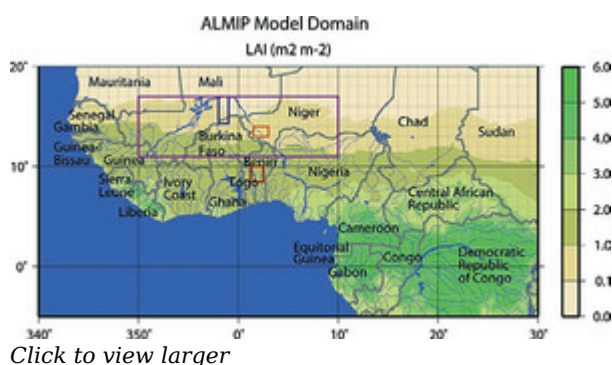 ALMIP Model Domain
LAI (m2 m-2)
20°
Mauritania
Mali
Niger
Chad
Sudan
Senegal
Gambia
Guinea-
Bissau
Guinea
Burkina
Faso
Benier
Nigeria
10°
Sierra
Leone
Ivory
Coast
Togo
Ghana
Liberia
Central African
Republic
Cameroon
Equitorial
Guinea
Gabon
Congo
Democratic
Republic
of Congo
0°
340°
350°
0°
10°
20°
30°
6.0
5.0
4.0
3.0
2.0
1.0
0.1
0.0
Click to view larger